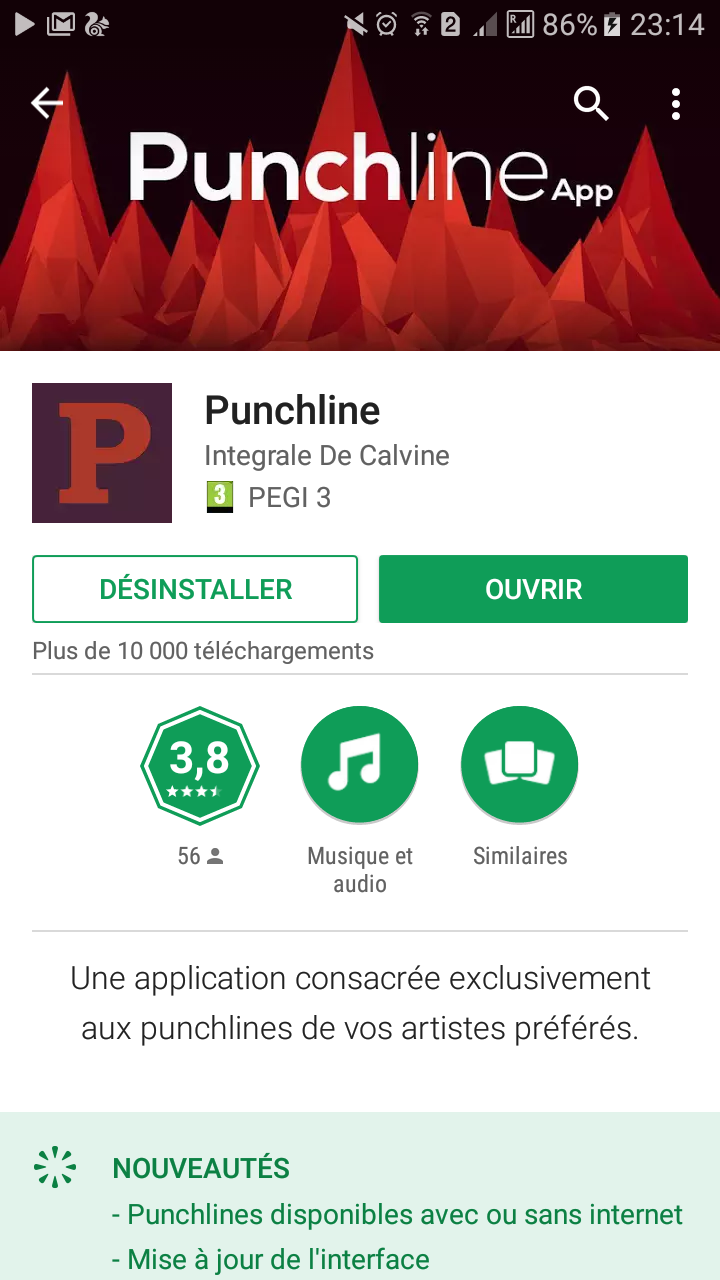 2 R 86% 23:14
Punchline App
P
Punchline
Integrale De Calvine
3 PEGI 3
DÉSINSTALLER OUVRIR
Plus de 10 000 téléchargements
3,8
56 Musique et Similaires
audio
Une application consacrée exclusivement
aux punchlines de vos artistes préférés.
NOUVEAUTÉS
- Punchlines disponibles avec ou sans internet
- Mise à jour de l'interface